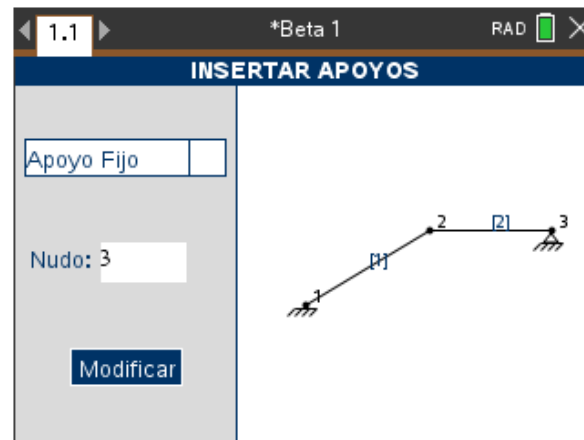 1.1 *Beta 1 RAD
INSERTAR APOYOS
Apoyo Fijo
Nudo: 3
Modificar
2 [2] 3
[1]
1